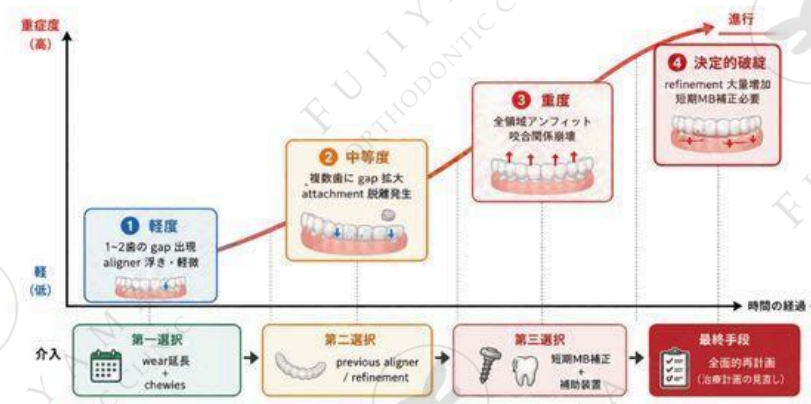 重症度
(高)
進行
4 決定的破綻
refinement 大量増加
短期MB補正必要
3 重度
全領域アンフィット
咬合関係崩壊
2 中等度
複数歯に gap 拡大
attachment 脱離発生
1 軽度
1~2歯の gap 出現
aligner 浮き・軽微
軽
(低)
時間の経過
介入
第一選択
wear延長
+
chewies
第二選択
previous aligner
/ refinement
第三選択
短期MB補正
+
補助装置
最終手段
全面的再計画
(治療計画の見直し)
FUJIYA
ORTHODONTIC C